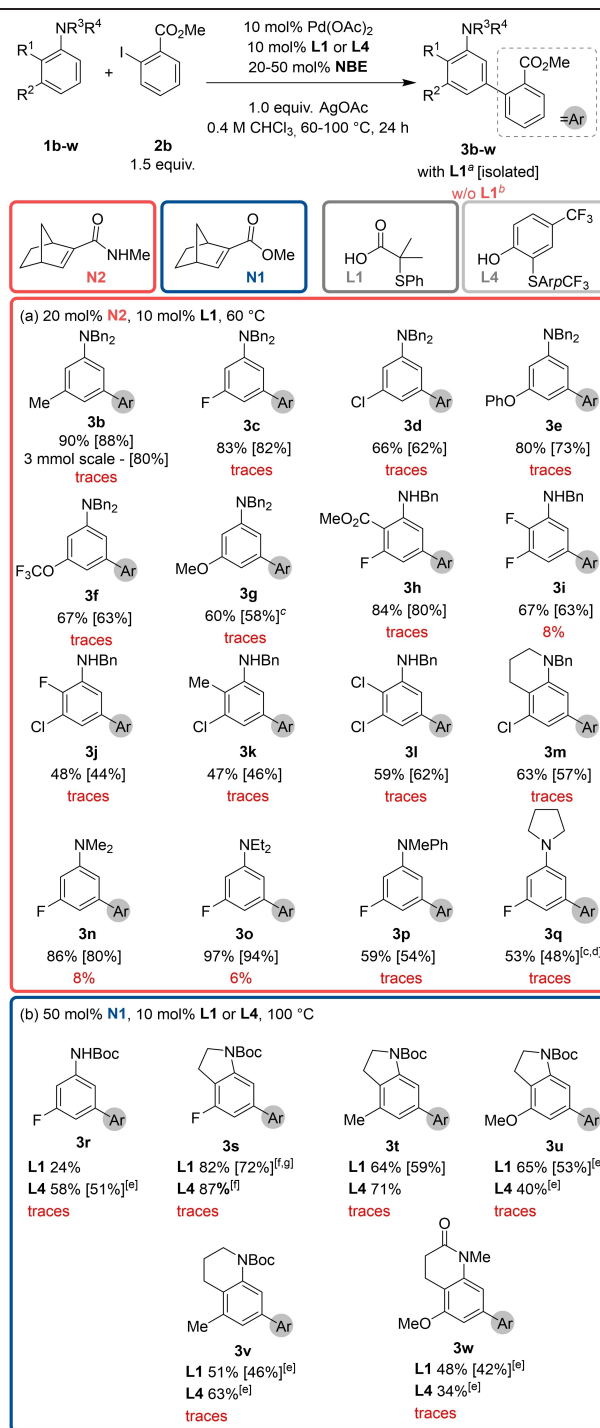 NR³R⁴
R¹
R²
1b-w
+
CO₂Me
I
2b
1.5 equiv.
10 mol% Pd(OAc)₂
10 mol% L1 or L4
20-50 mol% NBE
1.0 equiv. AgOAc
0.4 M CHCl₃, 60-100 °C, 24 h
NR³R⁴
R¹
R²
CO₂Me
=Ar
3b-w
with L1ᵃ [isolated]
w/o L1ᵇ
O
NHMe
N2
O
OMe
N1
O
HO
SPh
L1
CF₃
HO
SArpCF₃
L4
(a) 20 mol% N2, 10 mol% L1, 60 °C
NBn₂ NBn₂ NBn₂ NBn₂
Me Ar F Ar Cl Ar PhO Ar
3b 3c 3d 3e
90% [88%] 83% [82%] 66% [62%] 80% [73%]
3 mmol scale - [80%]
traces traces traces traces
NBn₂ NBn₂ NHBn NHBn
F₃CO Ar MeO Ar MeO₂C F Ar F F Ar
3f 3g 3h 3i
67% [63%] 60% [58%]ᶜ 84% [80%] 67% [63%]
traces traces traces 8%
NHBn NHBn NHBn NBn
F Cl Ar Me Cl Ar Cl Cl Ar Cl Ar
3j 3k 3l 3m
48% [44%] 47% [46%] 59% [62%] 63% [57%]
traces traces traces traces
NMe₂ NEt₂ NMePh N
F Ar F Ar F Ar F Ar
3n 3o 3p 3q
86% [80%] 97% [94%] 59% [54%] 53% [48%][c,d]
8% 6% traces traces
(b) 50 mol% N1, 10 mol% L1 or L4, 100 °C
NHBoc NBoc NBoc NBoc
F Ar F Ar Me Ar MeO Ar
3r 3s 3t 3u
L1 24% L1 82% [72%][f,g] L1 64% [59%] L1 65% [53%][e]
L4 58% [51%][e] L4 87%[f] L4 71% L4 40%[e]
traces traces traces traces
NBoc O NMe
Me Ar MeO Ar
3v 3w
L1 51% [46%][e] L1 48% [42%][e]
L4 63%[e] L4 34%[e]
traces traces